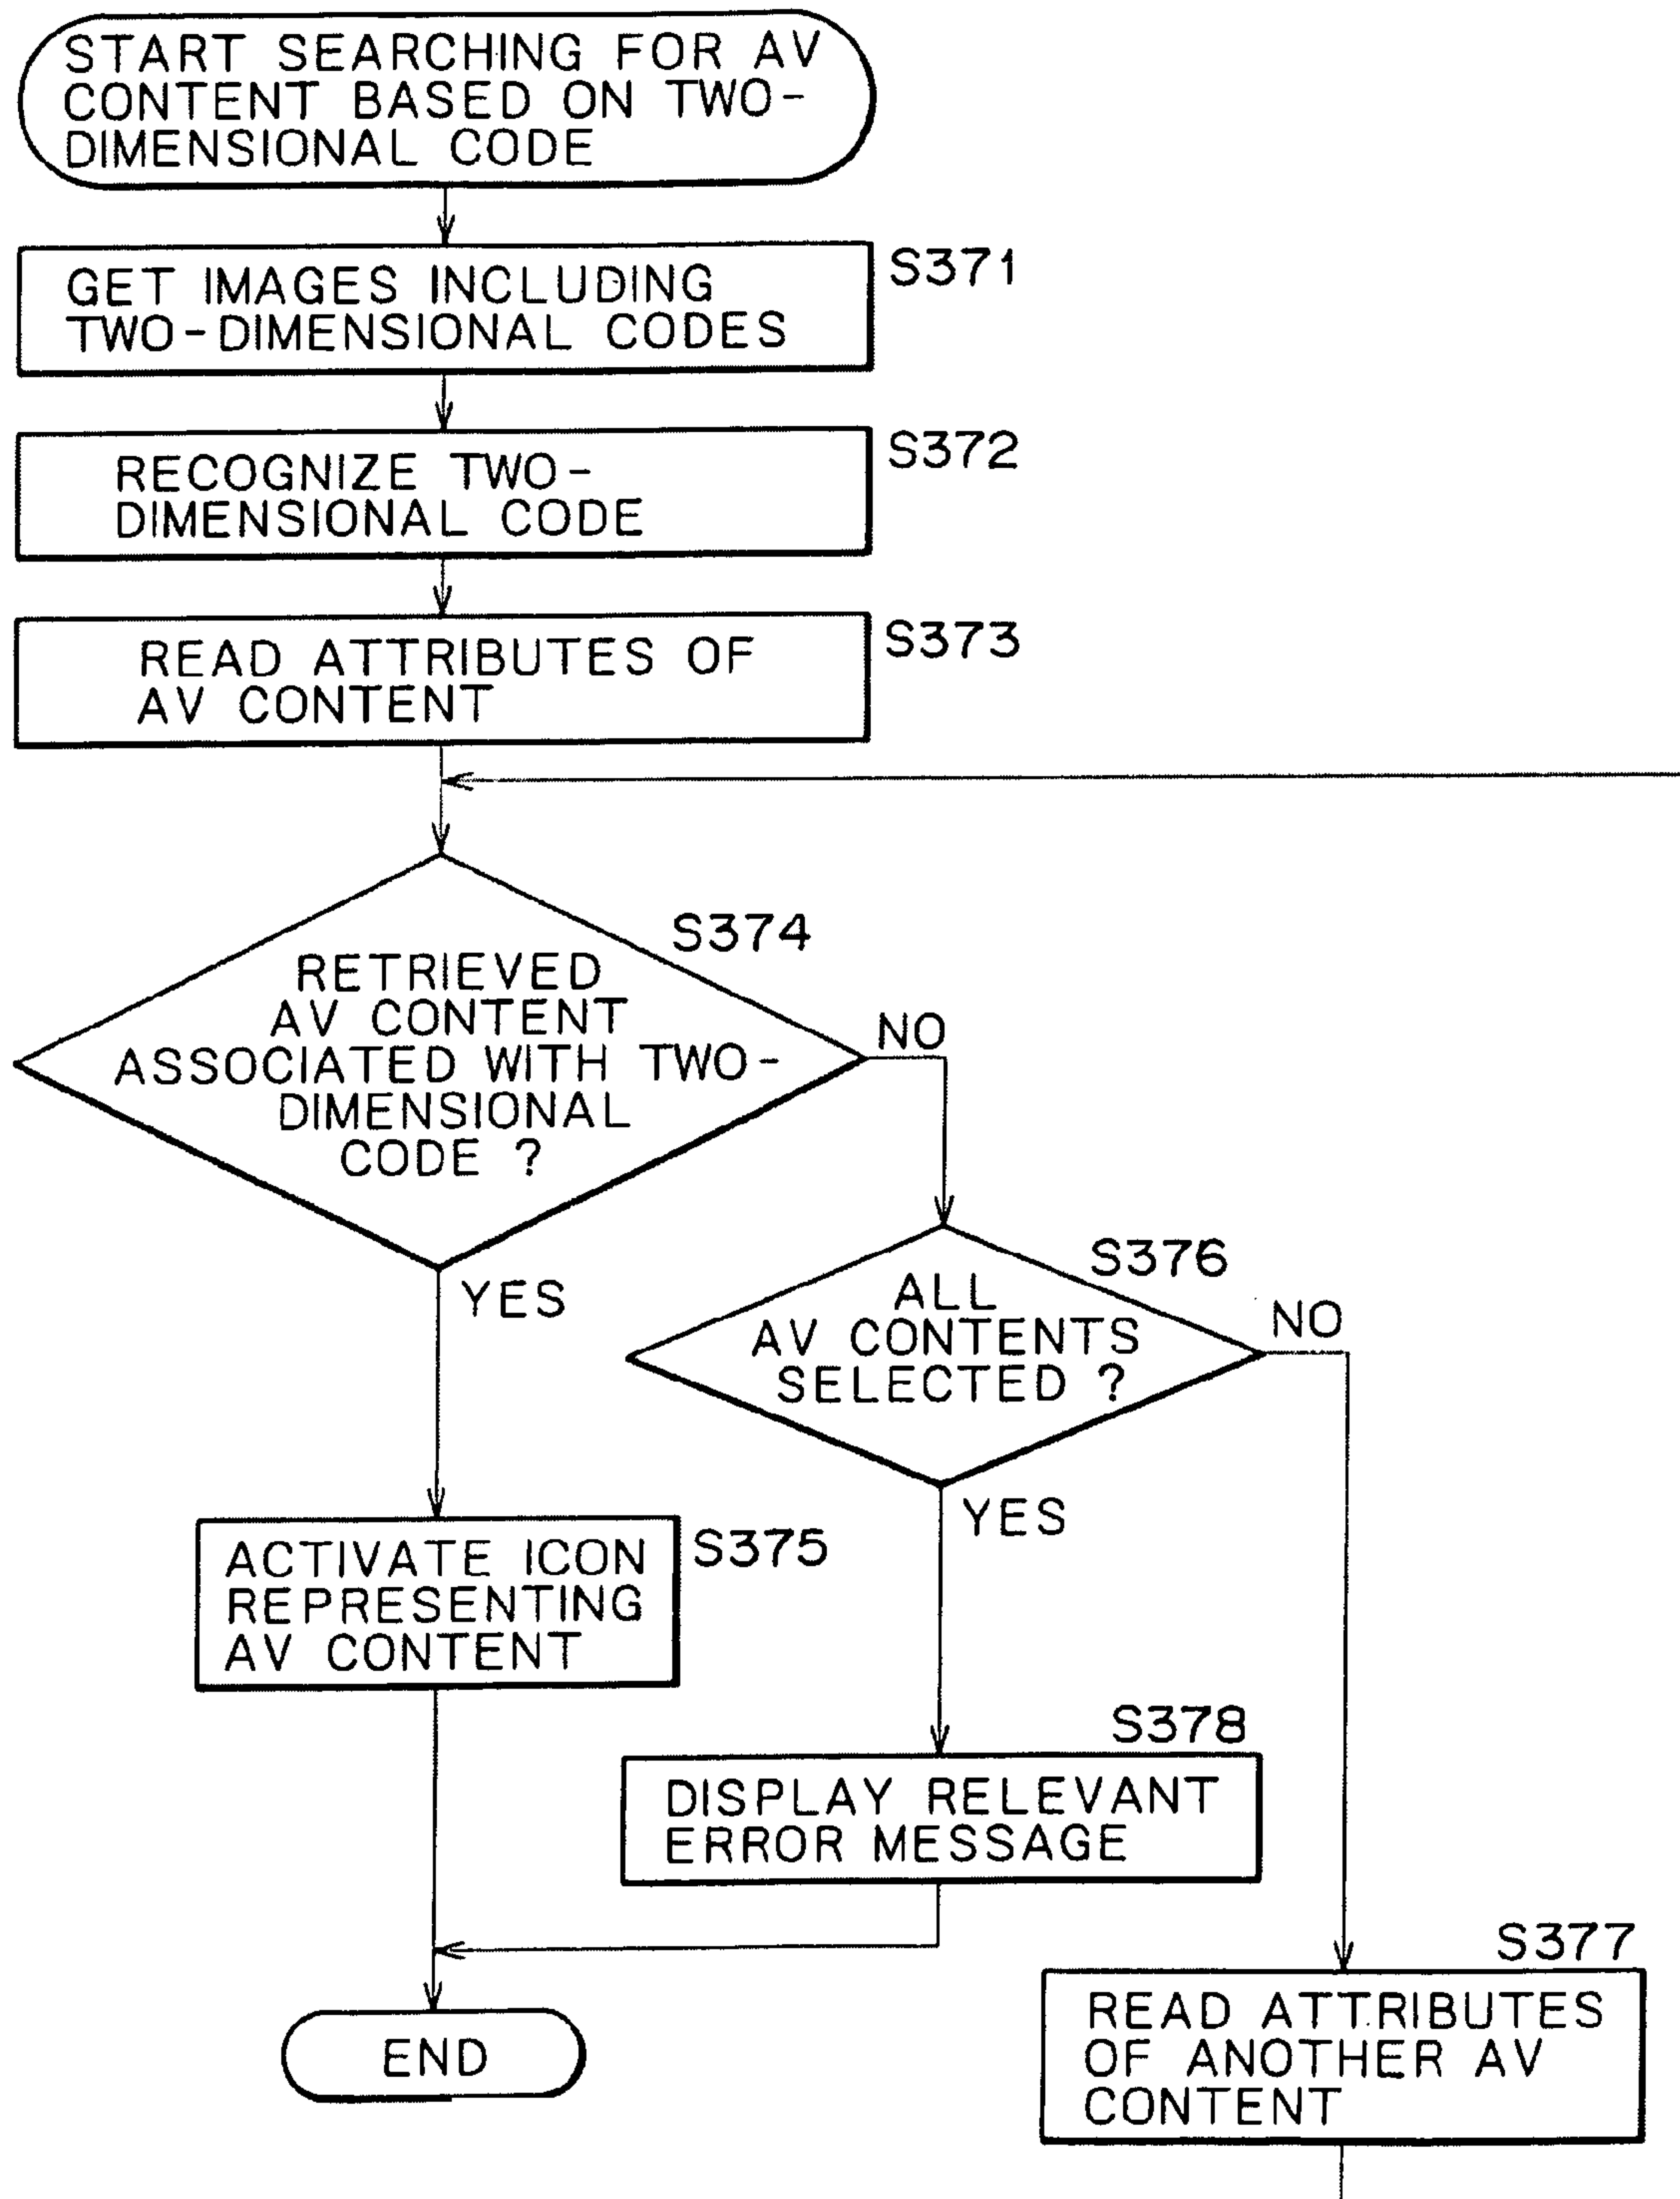 START SEARCHING FOR AV
CONTENT BASED ON TWO-
DIMENSIONAL CODE
S371
GET IMAGES INCLUDING
TWO-DIMENSIONAL CODES
S372
RECOGNIZE TWO-
DIMENSIONAL CODE
S373
READ ATTRIBUTES OF
AV CONTENT
S374
RETRIEVED
AV CONTENT
ASSOCIATED WITH TWO-
DIMENSIONAL
CODE ?
NO
YES
S376
ALL
AV CONTENTS
SELECTED ?
NO
YES
S375
ACTIVATE ICON
REPRESENTING
AV CONTENT
S378
DISPLAY RELEVANT
ERROR MESSAGE
S377
READ ATTRIBUTES
OF ANOTHER AV
CONTENT
END